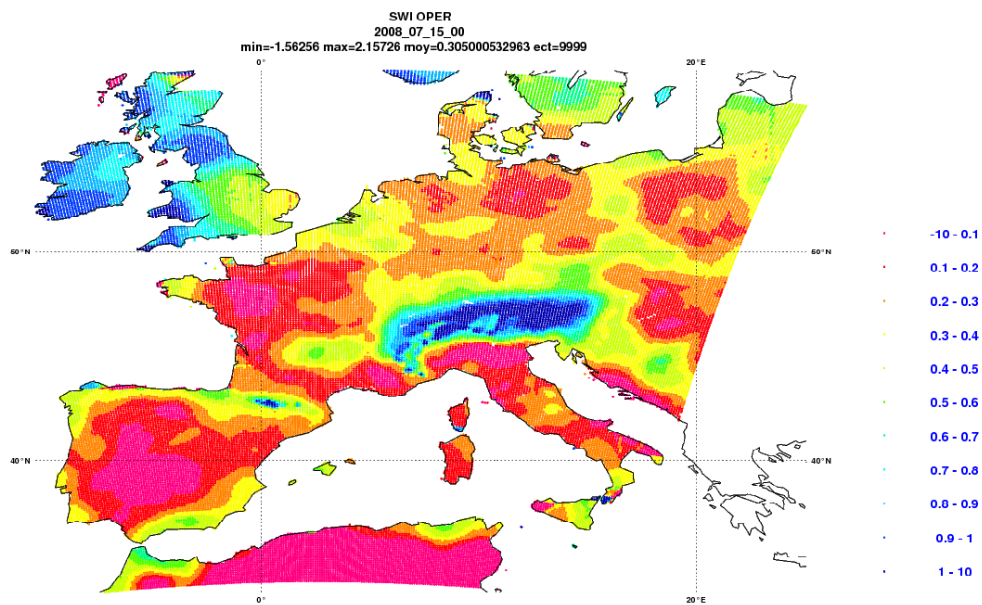 SWI OPER
2008_07_15_00
min=-1.56256 max=2.15726 moy=0.305000532963 ect=9999
0° 20°E
50°N
40°N 40°N
0° 20°E
-10 - 0.1
0.1 - 0.2
0.2 - 0.3
0.3 - 0.4
0.4 - 0.5
0.5 - 0.6
0.6 - 0.7
0.7 - 0.8
0.8 - 0.9
0.9 - 1
1 - 10